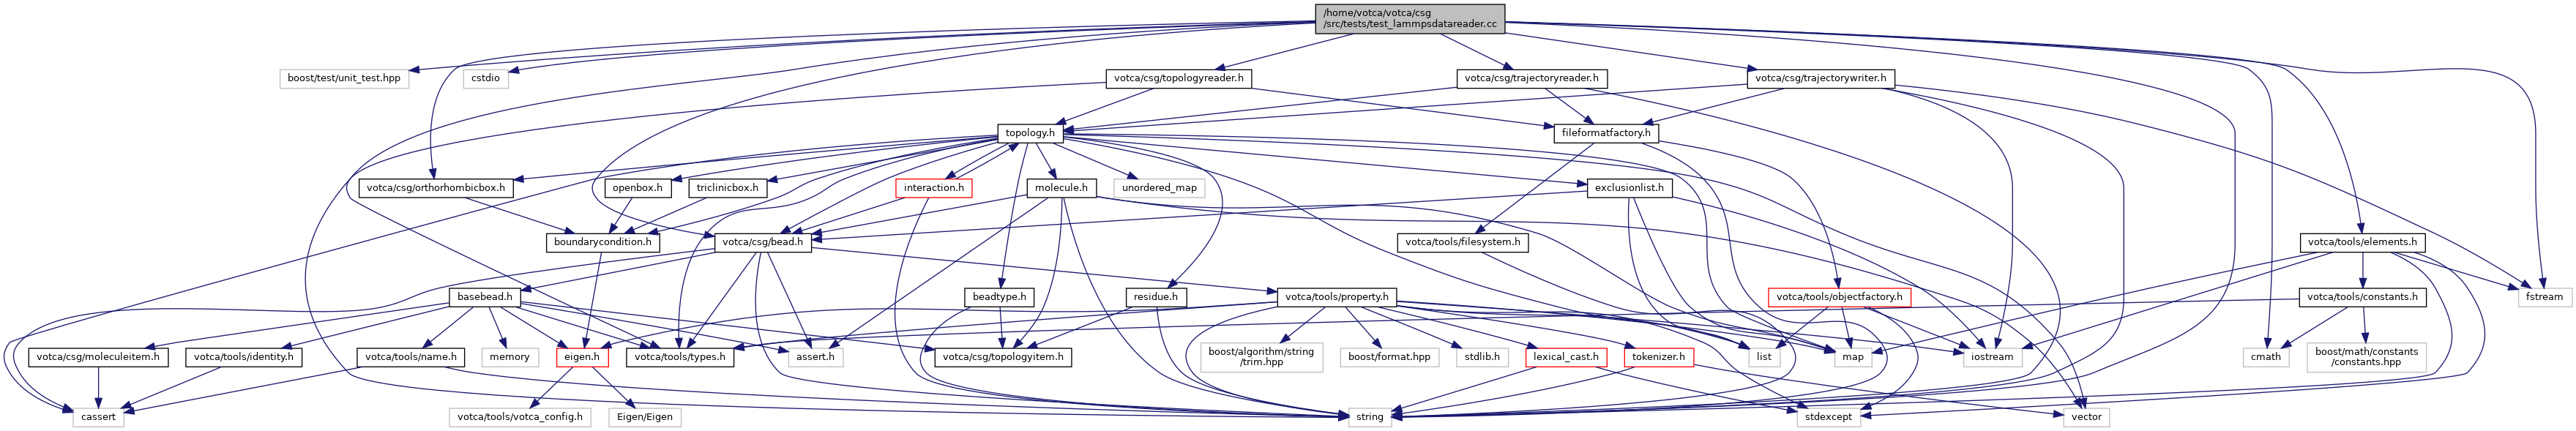 /home/votca/votca/csg
/src/tests/test_lammpsdatareader.cc
boost/test/unit_test.hpp
cstdio
votca/csg/topologyreader.h
votca/csg/trajectoryreader.h
votca/csg/trajectorywriter.h
topology.h
fileformatfactory.h
votca/csg/orthorhombicbox.h
openbox.h
triclinicbox.h
interaction.h
molecule.h
unordered_map
exclusionlist.h
boundarycondition.h
votca/csg/bead.h
votca/tools/filesystem.h
votca/tools/elements.h
basebead.h
beadtype.h
residue.h
votca/tools/property.h
votca/tools/objectfactory.h
votca/tools/constants.h
fstream
votca/csg/moleculeitem.h
votca/tools/identity.h
votca/tools/name.h
memory
eigen.h
votca/tools/types.h
assert.h
votca/csg/topologyitem.h
boost/algorithm/string
/trim.hpp
boost/format.hpp
stdlib.h
lexical_cast.h
tokenizer.h
list
map
iostream
cmath
boost/math/constants
/constants.hpp
cassert
votca/tools/votca_config.h
Eigen/Eigen
string
stdexcept
vector